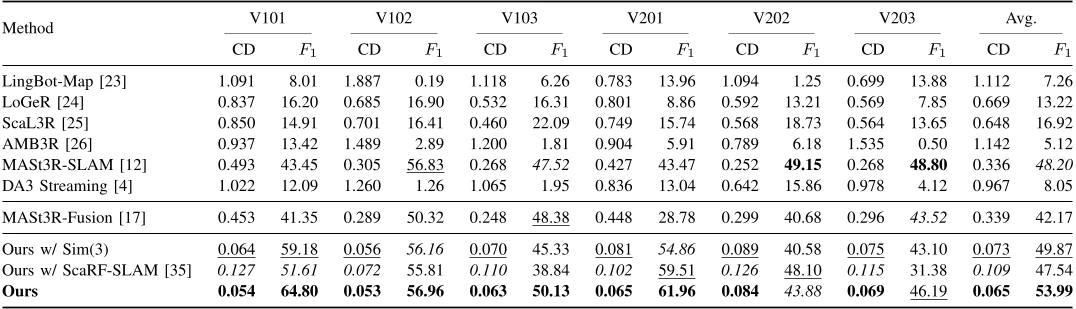 Method V101 V102 V103 V201 V202 V203 Avg.
CD F1 CD F1 CD F1 CD F1 CD F1 CD F1 CD F1
LingBot-Map [23] 1.091 8.01 1.887 0.19 1.118 6.26 0.783 13.96 1.094 1.25 0.699 13.88 1.112 7.26
LoGeR [24] 0.837 16.20 0.685 16.90 0.532 16.31 0.801 8.86 0.592 13.21 0.569 7.85 0.669 13.22
ScaL3R [25] 0.850 14.91 0.701 16.41 0.460 22.09 0.749 15.74 0.568 18.73 0.564 13.65 0.648 16.92
AMB3R [26] 0.937 13.42 1.489 2.89 1.200 1.81 0.904 5.91 0.789 6.18 1.535 0.50 1.142 5.12
MASt3R-SLAM [12] 0.493 43.45 0.305 56.83 0.268 47.52 0.427 43.47 0.252 49.15 0.268 48.80 0.336 48.20
DA3 Streaming [4] 1.022 12.09 1.260 1.26 1.065 1.95 0.836 13.04 0.642 15.86 0.978 4.12 0.967 8.05
MASt3R-Fusion [17] 0.453 41.35 0.289 50.32 0.248 48.38 0.448 28.78 0.299 40.68 0.296 43.52 0.339 42.17
Ours w/ Sim(3) 0.064 59.18 0.056 56.16 0.070 45.33 0.081 54.86 0.089 40.58 0.075 43.10 0.073 49.87
Ours w/ ScaRF-SLAM [35] 0.127 51.61 0.072 55.81 0.110 38.84 0.102 59.51 0.126 48.10 0.115 31.38 0.109 47.54
Ours 0.054 64.80 0.053 56.96 0.063 50.13 0.065 61.96 0.084 43.88 0.069 46.19 0.065 53.99